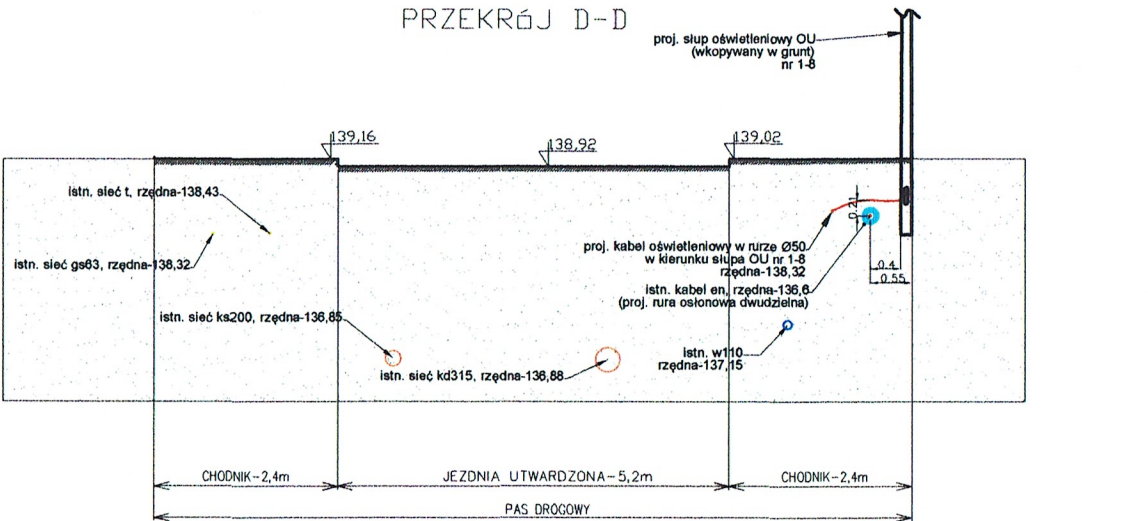 PRZEKRóJ D-D
proj. słup oświetleniowy OU
(wkopywany w grunt)
nr 1-8
139,16
138,92
139,02
istn. sieć t, rzędna-138,43
istn. sieć gs63, rzędna-138,32
0,21
proj. kabel oświetleniowy w rurze Ø50
w kierunku słupa OU nr 1-8
rzędna-138,32
0,4
0,55
istn. kabel en, rzędna-136,6
(proj. rura osłonowa dwudzielna)
istn. sieć ks200, rzędna-136,85
istn. w110
rzędna-137,15
istn. sieć kd315, rzędna-136,88
CHODNIK-2,4m
JEZDNIA UTWARDZONA-5,2m
CHODNIK-2,4m
PAS DROGOWY